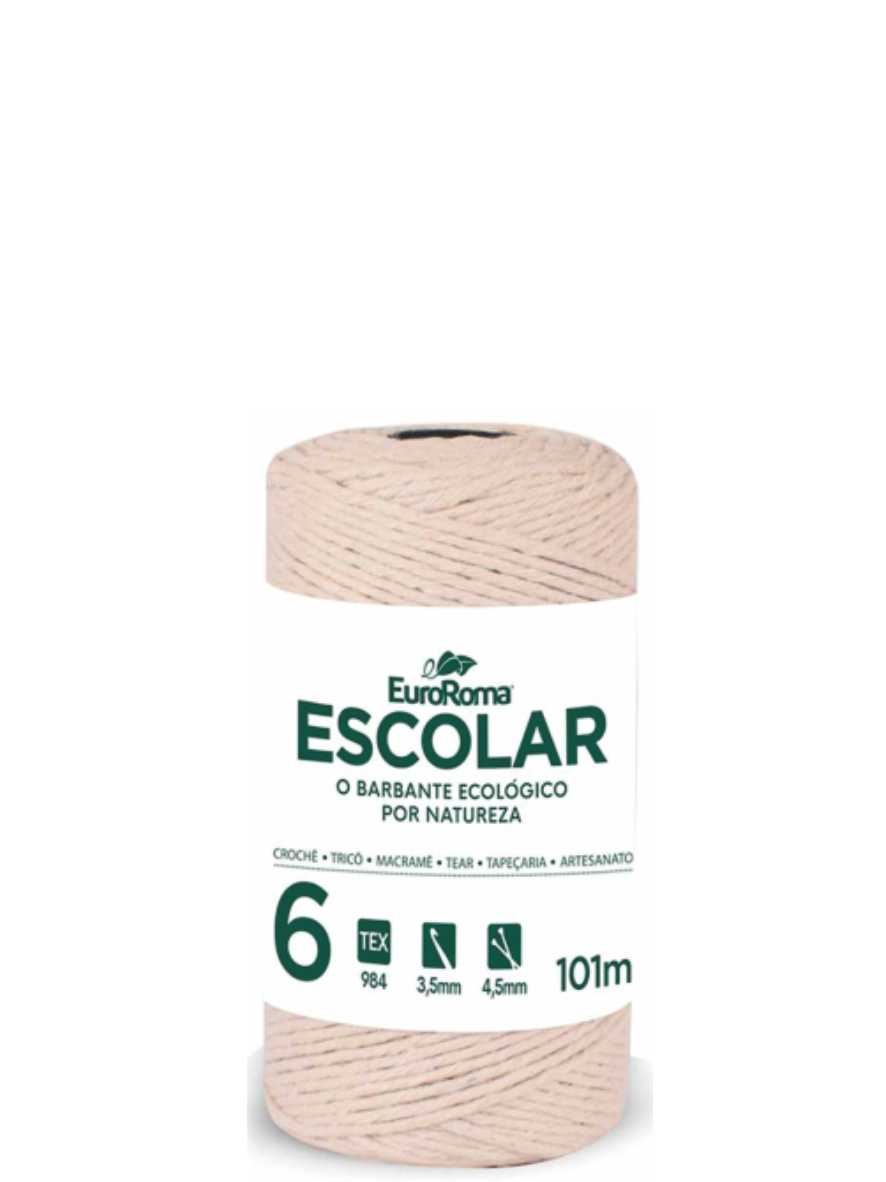 EuroRoma
ESCOLAR
O BARBANTE ECOLÓGICO
POR NATUREZA
CROCHÊ • TRICÔ • MACRAMÊ • TEAR • TAPEÇARIA • ARTESANATO
6
TEX
984
3,5mm
4,5mm
101m